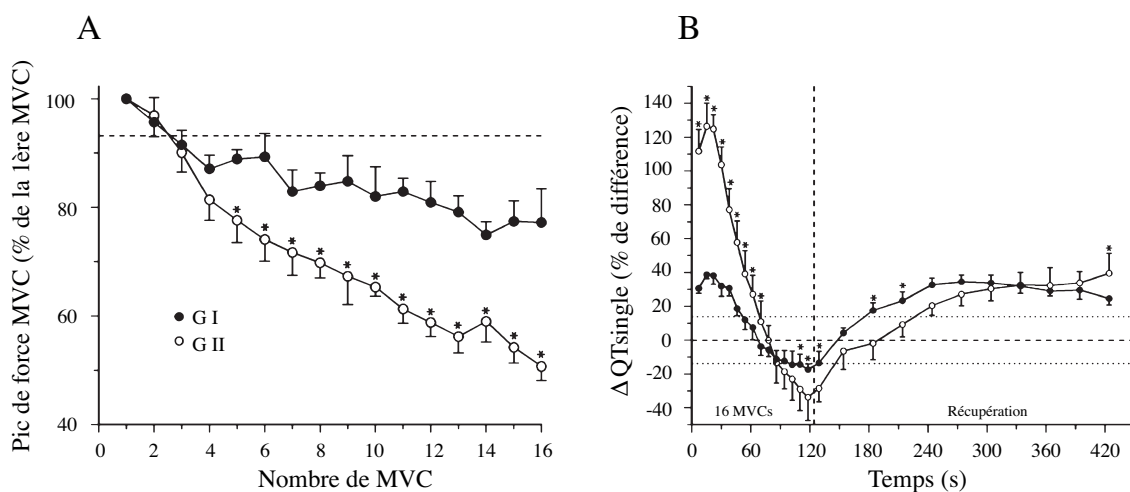 A
Pic de force MVC (% de la 1ère MVC)
100
80
60
40
0
2
4
6
8
10
12
14
16
Nombre de MVC
G I
G II
* * * * * * * * * * * *
B
ΔQTsingle (% de différence)
140
120
100
80
60
40
20
0
-20
-40
0
60
120
180
240
300
360
420
Temps (s)
16 MVCs
Récupération
* * * * * * * * * * * * * * *